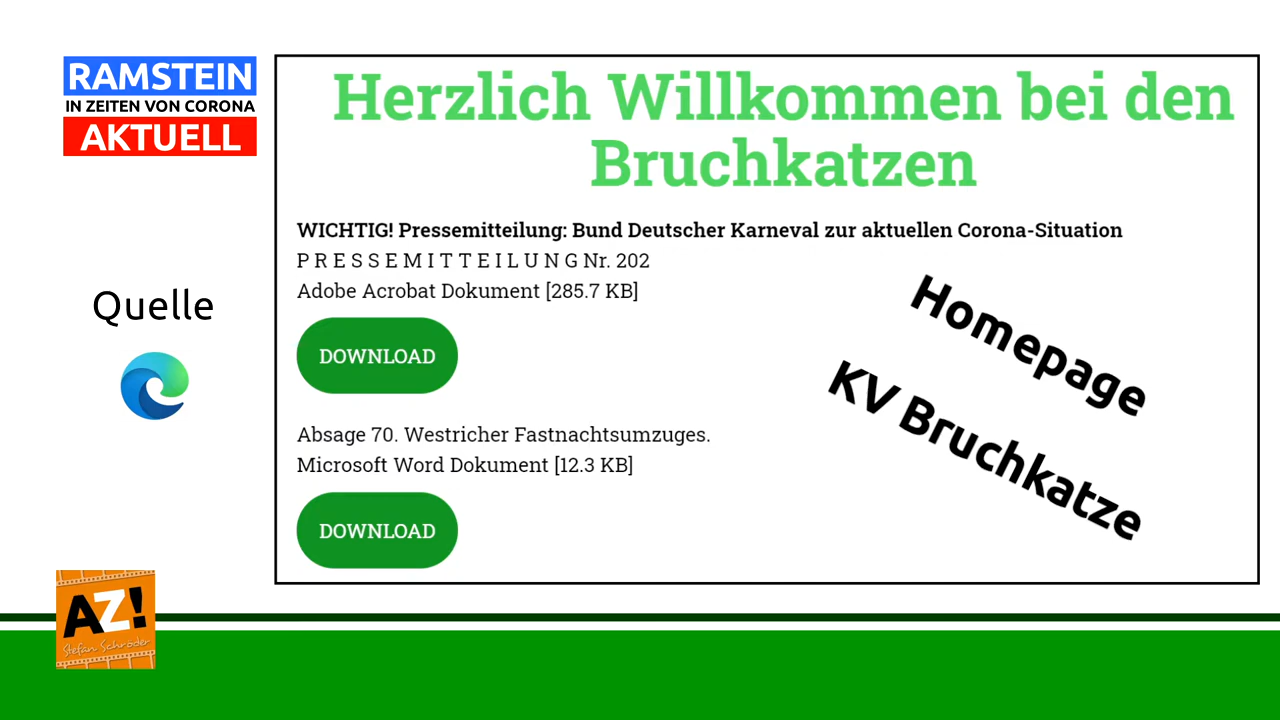 RAMSTEIN
IN ZEITEN VON CORONA
AKTUELL
Quelle
Herzlich Willkommen bei den
Bruchkatzen
WICHTIG! Pressemitteilung: Bund Deutscher Karneval zur aktuellen Corona-Situation
P R E S S E M I T T E I L U N G Nr. 202
Adobe Acrobat Dokument [285.7 KB]
DOWNLOAD
Absage 70. Westricher Fastnachtsumzuges.
Microsoft Word Dokument [12.3 KB]
DOWNLOAD
Homepage
KV Bruchkatze
AZ!
Stefan Schröder